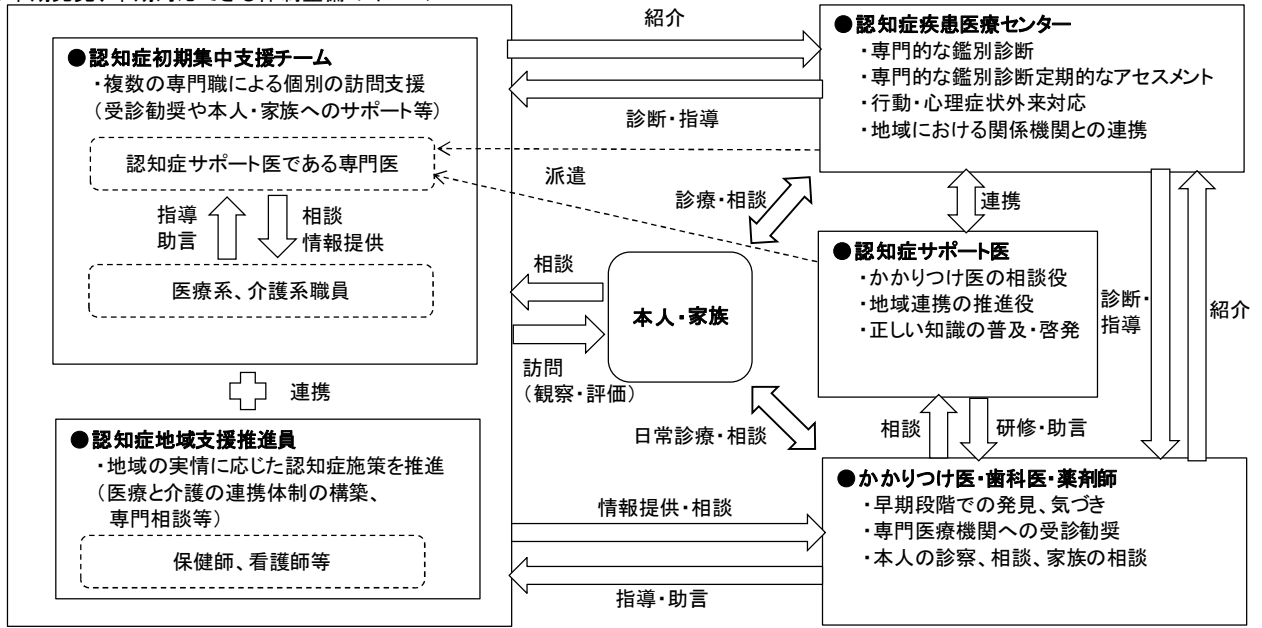 紹介
●認知症初期集中支援チーム
・複数の専門職による個別の訪問支援
（受診勧奨や本人・家族へのサポート等）
認知症サポート医である専門医
指導
助言
相談
情報提供
医療系、介護系職員
連携
●認知症地域支援推進員
・地域の実情に応じた認知症施策を推進
（医療と介護の連携体制の構築、
専門相談等）
保健師、看護師等
診断・指導
派遣
診療・相談
相談
本人・家族
訪問
（観察・評価）
日常診療・相談
情報提供・相談
指導・助言
●認知症疾患医療センター
・専門的な鑑別診断
・専門的な鑑別診断定期的なアセスメント
・行動・心理症状外来対応
・地域における関係機関との連携
連携
●認知症サポート医
・かかりつけ医の相談役
・地域連携の推進役
・正しい知識の普及・啓発
診断・
指導
紹介
相談
研修・助言
●かかりつけ医・歯科医・薬剤師
・早期段階での発見、気づき
・専門医療機関への受診勧奨
・本人の診察、相談、家族の相談